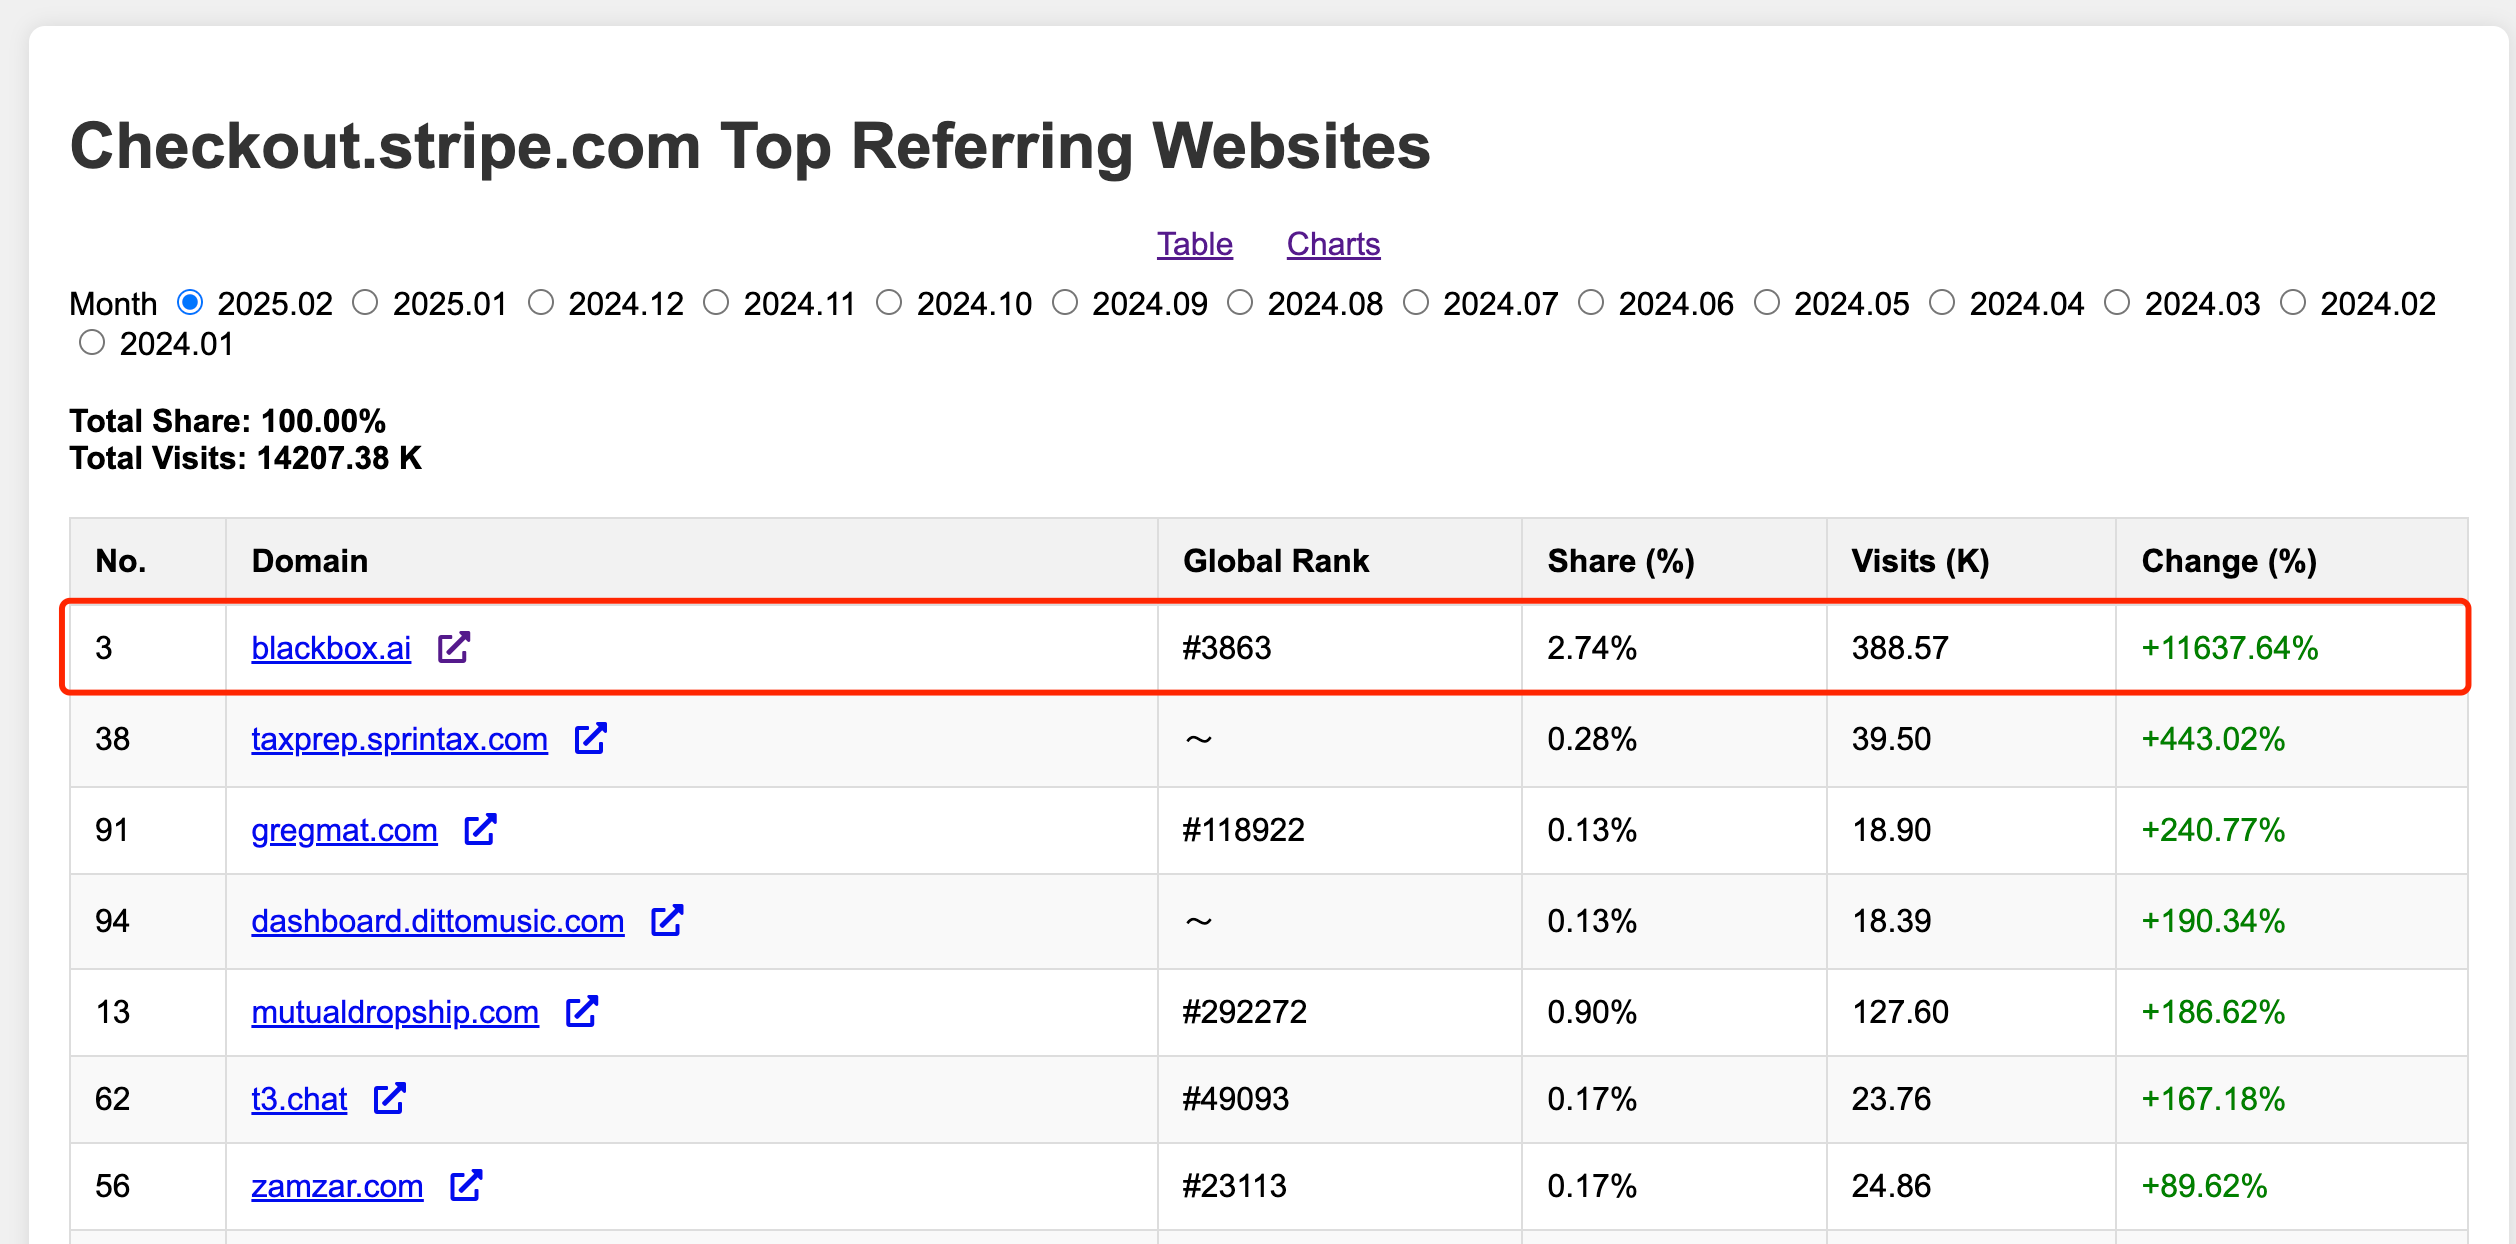 Checkout.stripe.com Top Referring Websites
Table Charts
Month 2025.02 2025.01 2024.12 2024.11 2024.10 2024.09 2024.08 2024.07 2024.06 2024.05 2024.04 2024.03 2024.02
2024.01
Total Share: 100.00%
Total Visits: 14207.38 K
No. Domain Global Rank Share (%) Visits (K) Change (%)
3 blackbox.ai #3863 2.74% 388.57 +11637.64%
38 taxprep.sprintax.com ~ 0.28% 39.50 +443.02%
91 gregmat.com #118922 0.13% 18.90 +240.77%
94 dashboard.dittomusic.com ~ 0.13% 18.39 +190.34%
13 mutualdropship.com #292272 0.90% 127.60 +186.62%
62 t3.chat #49093 0.17% 23.76 +167.18%
56 zamzar.com #23113 0.17% 24.86 +89.62%